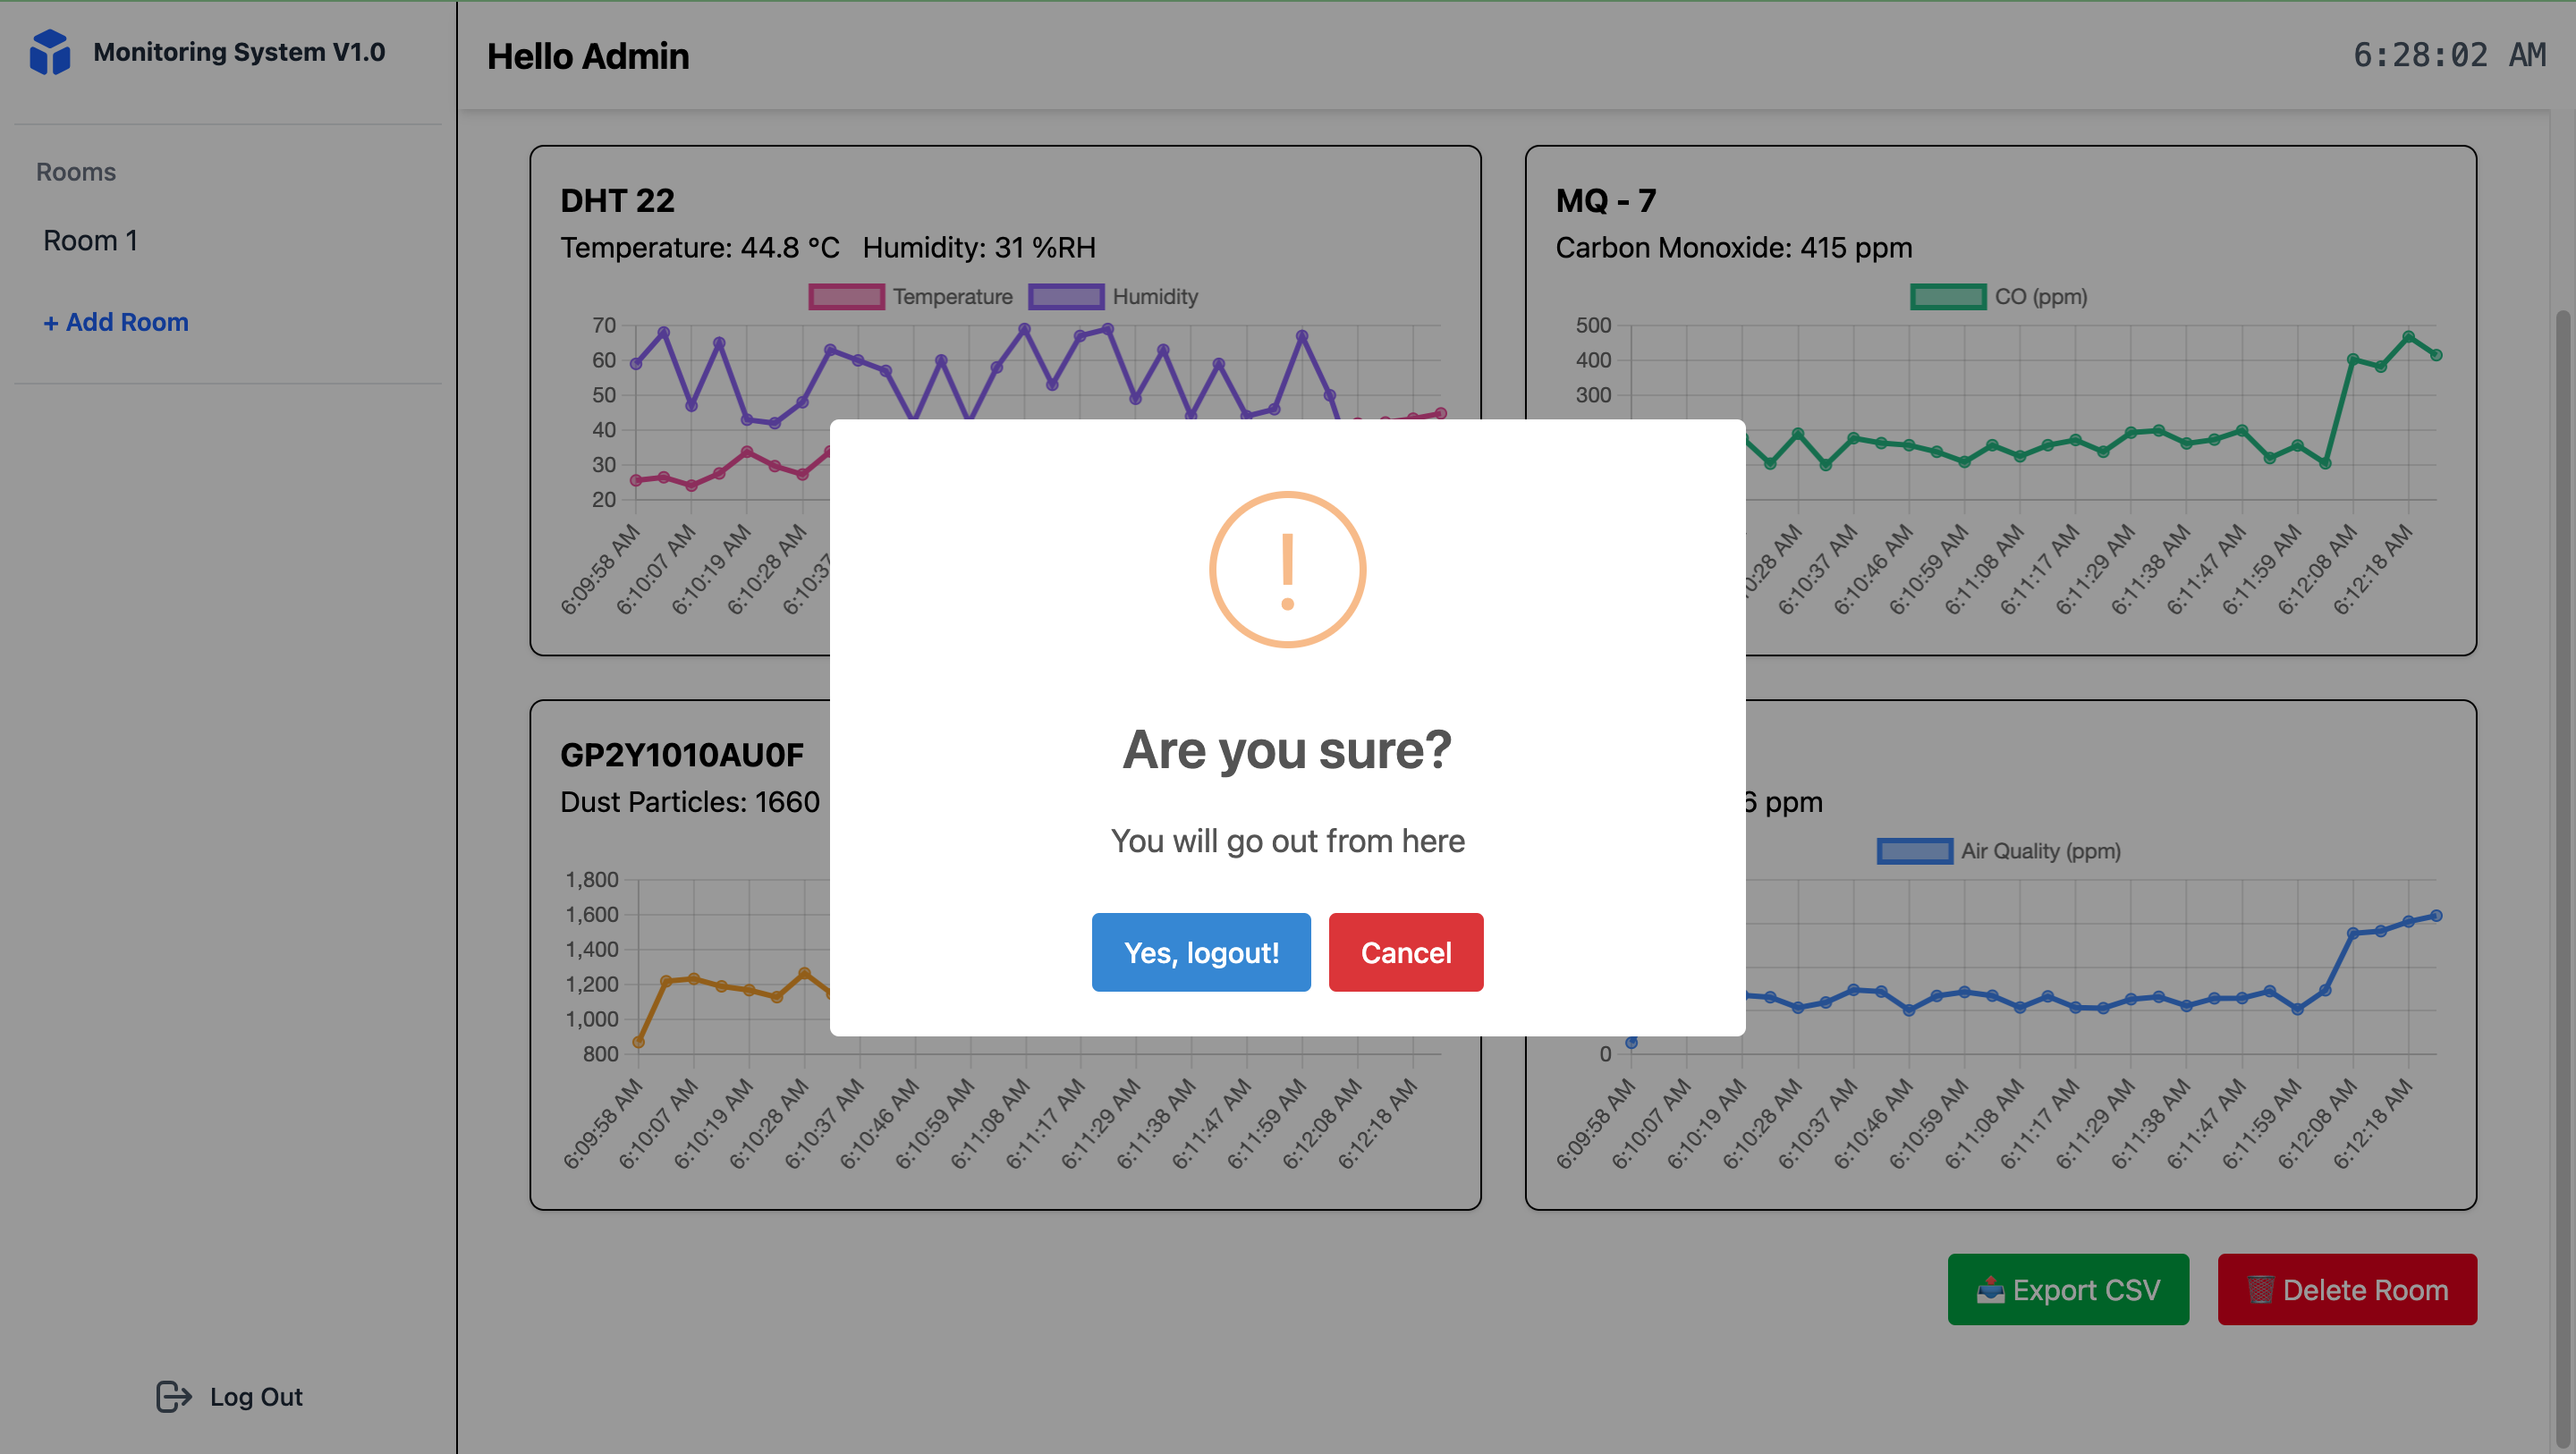 Monitoring System V1.0
Rooms
Room 1
+ Add Room
Log Out
Hello Admin
6:28:02 AM
DHT 22
Temperature: 44.8 °C Humidity: 31 %RH
Temperature Humidity
70
60
50
40
30
20
6:09:58 AM 6:10:07 AM 6:10:19 AM 6:10:28 AM
MQ - 7
Carbon Monoxide: 415 ppm
CO (ppm)
500
400
300
6:10:37 AM 6:10:46 AM 6:10:59 AM 6:11:08 AM 6:11:17 AM 6:11:29 AM 6:11:38 AM 6:11:47 AM 6:11:59 AM 6:12:08 AM 6:12:18 AM
Are you sure?
You will go out from here
Yes, logout! Cancel
GP2Y1010AU0F
Dust Particles: 1660
1,800
1,600
1,400
1,200
1,000
800
6:09:58 AM 6:10:07 AM 6:10:19 AM 6:10:28 AM 6:10:37 AM 6:10:46 AM 6:10:59 AM 6:11:08 AM 6:11:17 AM 6:11:29 AM 6:11:38 AM 6:11:47 AM 6:11:59 AM 6:12:08 AM 6:12:18 AM
ppm
Air Quality (ppm)
0
6:09:58 AM 6:10:07 AM 6:10:19 AM 6:10:28 AM 6:10:37 AM 6:10:46 AM 6:10:59 AM 6:11:08 AM 6:11:17 AM 6:11:29 AM 6:11:38 AM 6:11:47 AM 6:11:59 AM 6:12:08 AM 6:12:18 AM
Export CSV
Delete Room